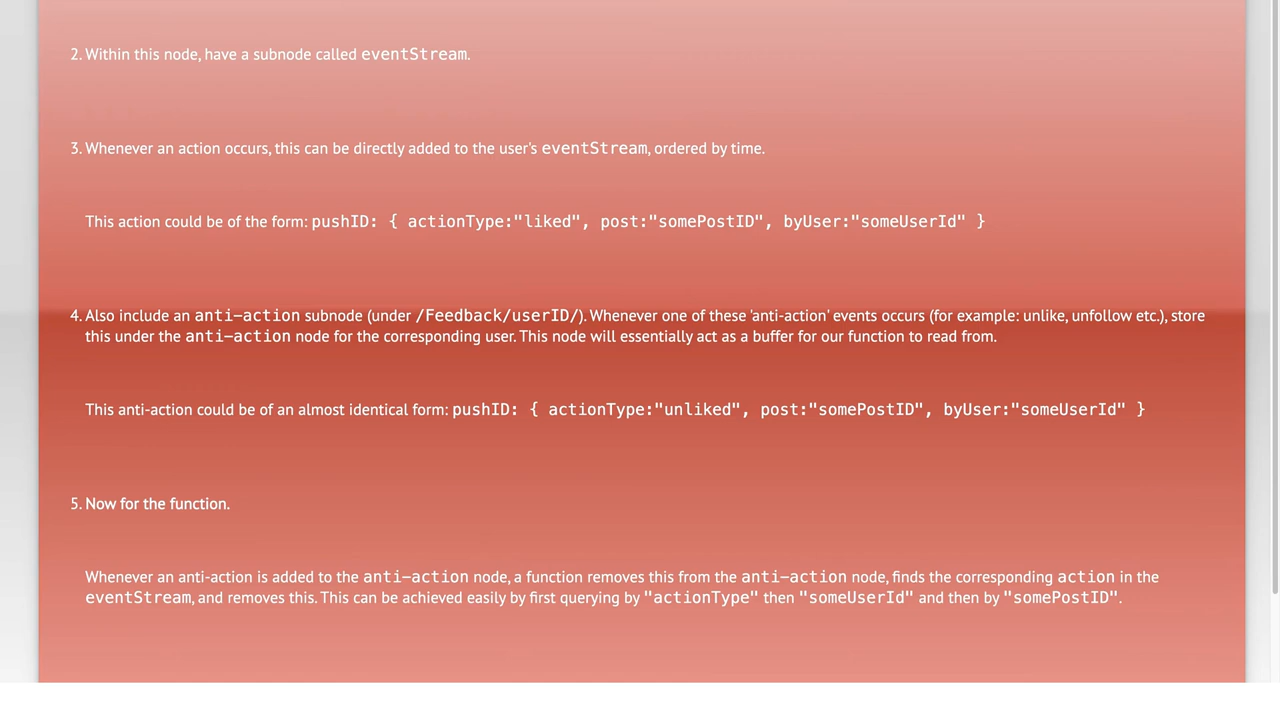 2. Within this node, have a subnode called eventStream.
3. Whenever an action occurs, this can be directly added to the user's eventStream, ordered by time.
This action could be of the form: pushID: { actionType:"liked", post:"somePostID", byUser:"someUserId" }
4. Also include an anti-action subnode (under /Feedback/userID/). Whenever one of these 'anti-action' events occurs (for example: unlike, unfollow etc.), store
this under the anti-action node for the corresponding user. This node will essentially act as a buffer for our function to read from.
This anti-action could be of an almost identical form: pushID: { actionType:"unliked", post:"somePostID", byUser:"someUserId" }
5. Now for the function.
Whenever an anti-action is added to the anti-action node, a function removes this from the anti-action node, finds the corresponding action in the
eventStream, and removes this. This can be achieved easily by first querying by "actionType" then "someUserId" and then by "somePostID".